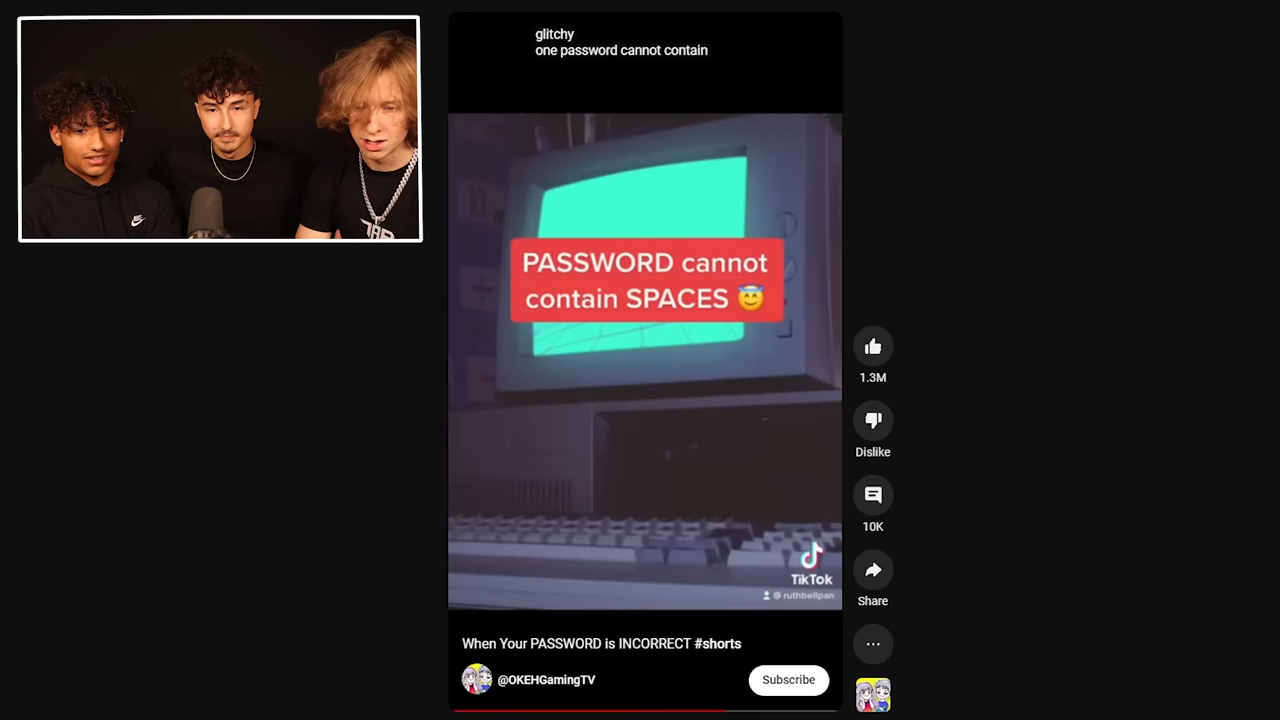 glitchy
one password cannot contain
PASSWORD cannot
contain SPACES 😇
1.3M
Dislike
10K
Share
TikTok
@ruthbellpan
When Your PASSWORD is INCORRECT #shorts
@OKEHGamingTV
Subscribe